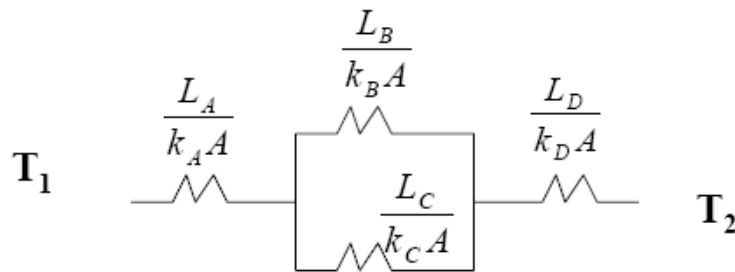 L_B
k_B A
L_A
k_A A
L_D
k_D A
T_1
L_C
k_C A
T_2